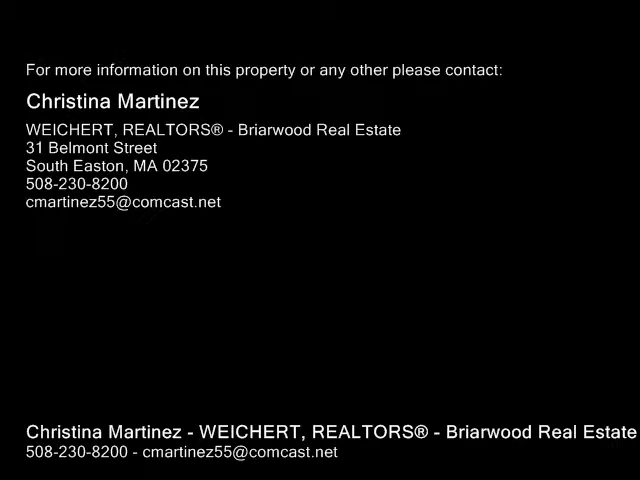 For more information on this property or any other please contact:
Christina Martinez
WEICHERT, REALTORS® - Briarwood Real Estate
31 Belmont Street
South Easton, MA 02375
508-230-8200
cmartinez55@comcast.net
Christina Martinez - WEICHERT, REALTORS® - Briarwood Real Estate
508-230-8200 - cmartinez55@comcast.net